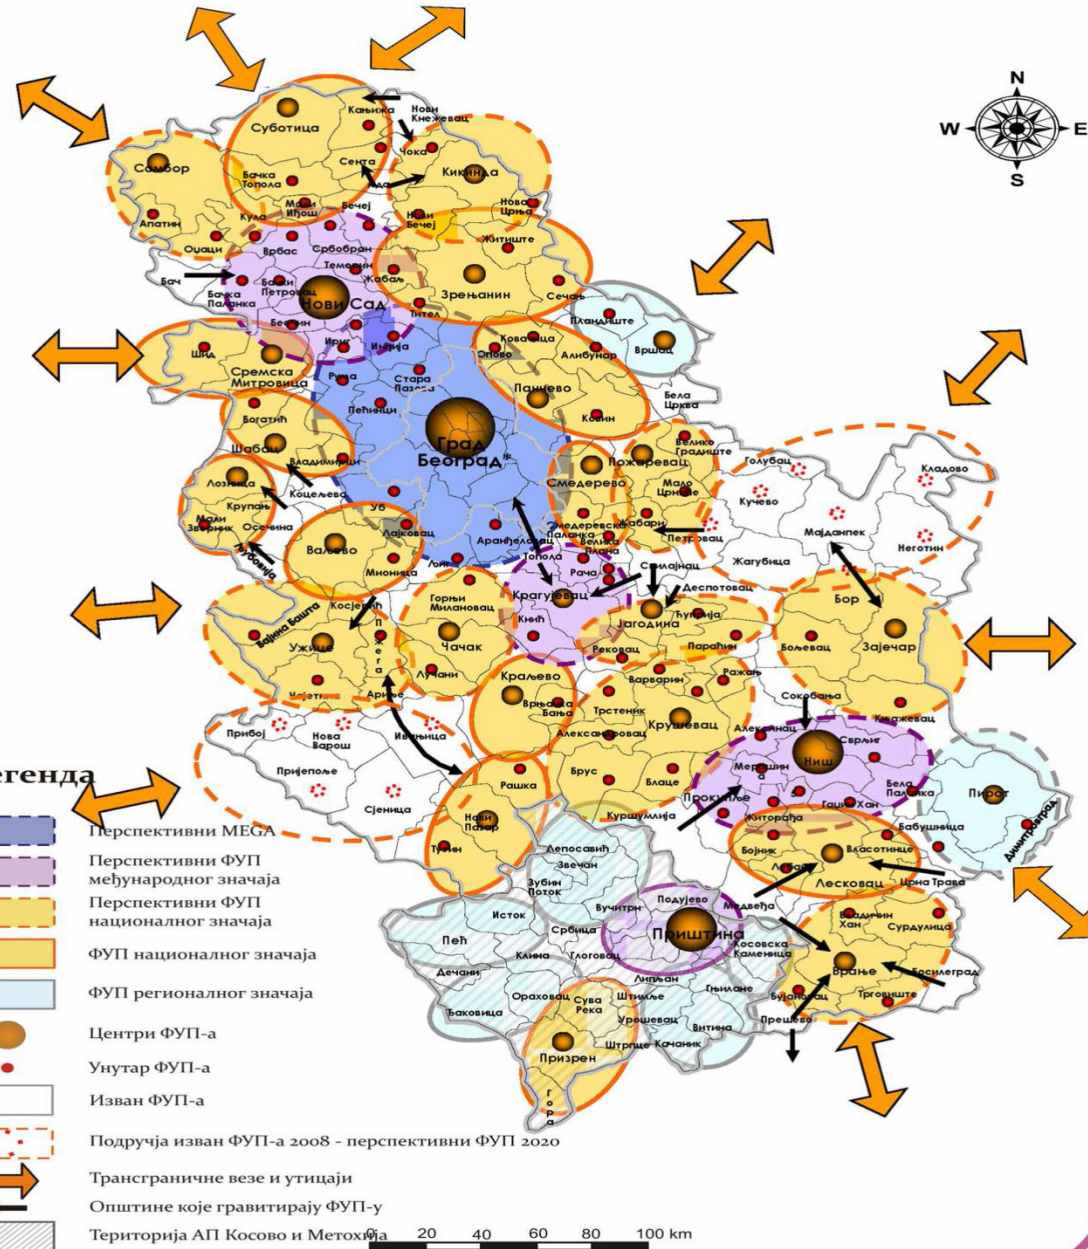 N
W
E
S
Суботица
Кањижа
Нови
Кнежевац
Сента
Чока
Ада
Кикинда
Сомбор
Бачка
Топола
Мали
Иђош
Бечеј
Нови
Бечеј
Нова
Црња
Апатин
Кула
Оџаци
Врбас
Србобран
Житиште
Темерин
Жабаљ
Бач
Бачка
Паланка
Бачки
Петровац
Нови Сад
Зрењанин
Сечањ
Тител
Беочин
Ириг
Инђија
Пландиште
Вршац
Ковачица
Опово
Алибунар
Шид
Сремска
Митровица
Рума
Стара
Пазова
Панчево
Бела
Црква
Пећинци
Ковин
Богатић
Шабац
Владимирци
Град
Београд*
Велико
Градиште
Пожаревац
Голубац
Кладово
Лозница
Коцељева
Смедерево
Мало
Црниће
Кучево
Крупањ
Мали
Зворник
Осечина
Уб
Мајданпек
Љубовија
Лајковац
Аранђеловац
Смедеревска
Паланка
Жабари
Велика
Плана
Петровац
Неготин
Ваљево
Мионица
Љиг
Топола
Жагубица
Рача
Свилајнац
Деспотовац
Косјерић
Горњи
Милановац
Крагујевац
Бор
Бајина Башта
Пожега
Кнић
Јагодина
Ћуприја
Ужице
Чачак
Параћин
Бољевац
Зајечар
Рековац
Чајетина
Ариље
Лучани
Краљево
Варварин
Ражањ
Врњачка
Бања
Трстеник
Сокобања
Књажевац
Прибој
Нова
Варош
Ивањица
Крушевац
Александровац
Алексинац
Сврљиг
Ниш
Пријепоље
Сјеница
Рашка
Брус
Блаце
Мерошина
Бела
Паланка
Пирот
Прокупље
Гаџин Хан
Нови
Пазар
Куршумлија
Житорађа
Бабушница
Димитровград
Тутин
Лепосавић
Бојник
Власотинце
Звечан
Лебане
Лесковац
Црна Трава
Зубин
Поток
Вучитрн
Подујево
Медвеђа
Исток
Србица
Приштина
Владичин
Хан
Сурдулица
Пећ
Клина
Глоговац
Косовска
Каменица
Дечани
Липљан
Врање
Босилеград
Ораховац
Сува
Река
Штимље
Гњилане
Бујановац
Трговиште
Ђаковица
Урошевац
Витина
Прешево
Штрпце
Качаник
Призрен
Гора
егенда
Перспективни MEGA
Перспективни ФУП
међународног значаја
Перспективни ФУП
националног значаја
ФУП националног значаја
ФУП регионалног значаја
Центри ФУП-а
Унутар ФУП-а
Изван ФУП-а
Подручја изван ФУП-а 2008 - перспективни ФУП 2020
Трансграничне везе и утицаји
Општине које гравитирају ФУП-у
Територија АП Косово и Метохија
0 20 40 60 80 100 km